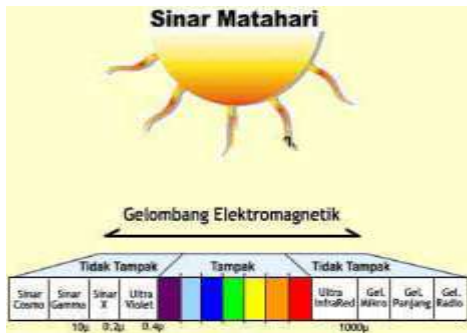 Sinar Matahari
Gelombang Elektromagnetik
Tidak Tampak Tampak Tidak Tampak
Sinar Cosmo
Sinar Gamma
Sinar X
Ultra Violet
Ultra InfraRed
Gel. Mikro
Gel. Panjang
Gel. Radio
10μ 0.2μ 0.4μ 1000μ